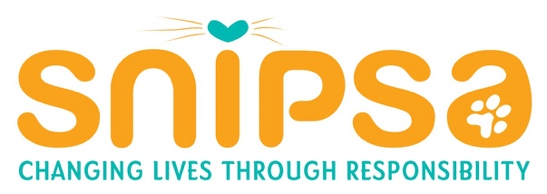 snipsa
CHANGING LIVES THROUGH RESPONSIBILITY